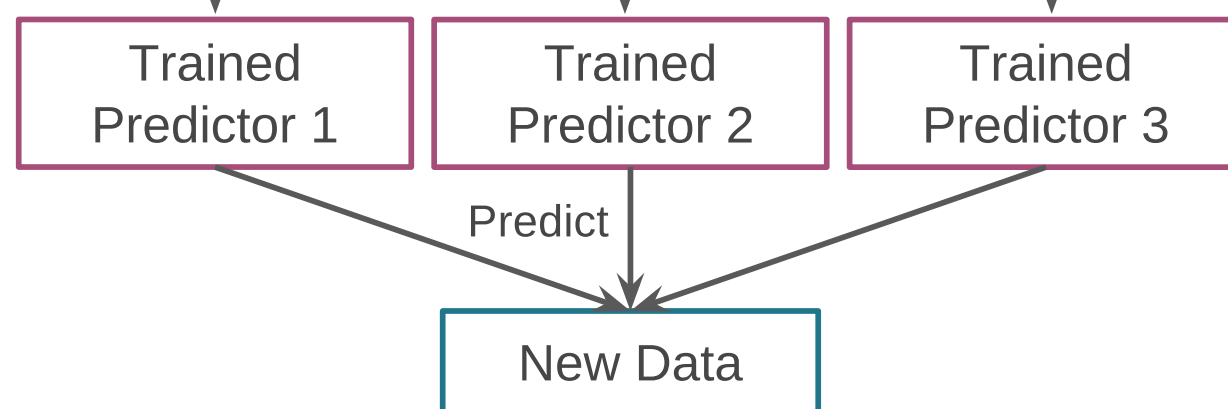 Trained
Predictor 1
Trained
Predictor 2
Trained
Predictor 3
Predict
New Data